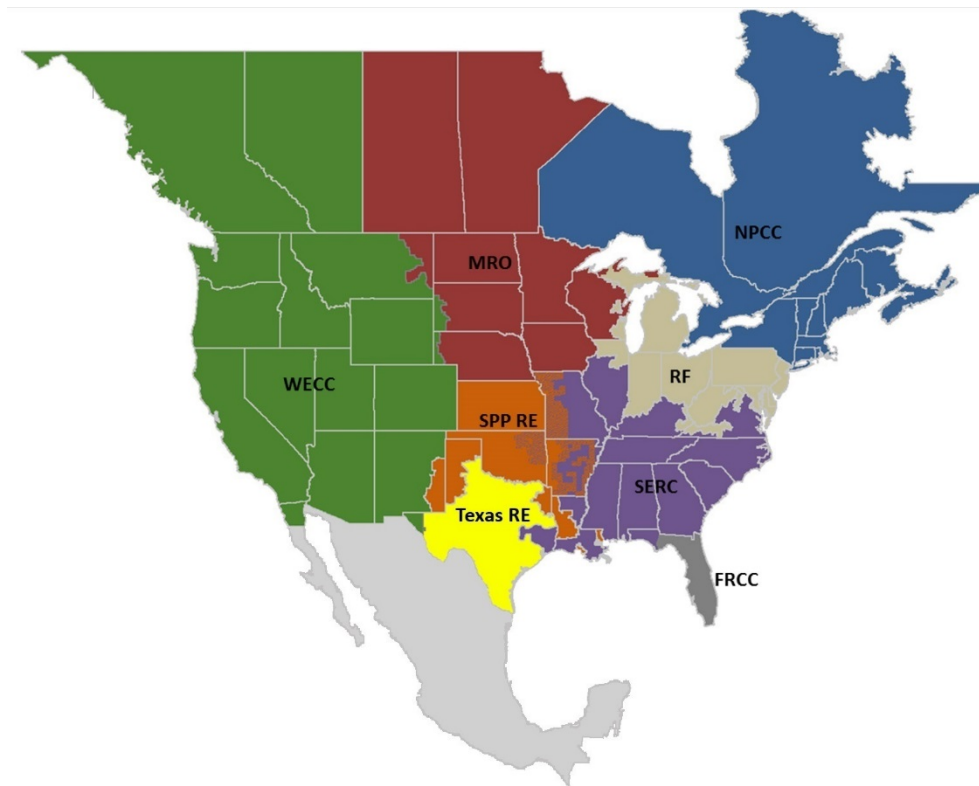 NPCC
MRO
RF
WECC
SPP RE
SERC
Texas RE
FRCC